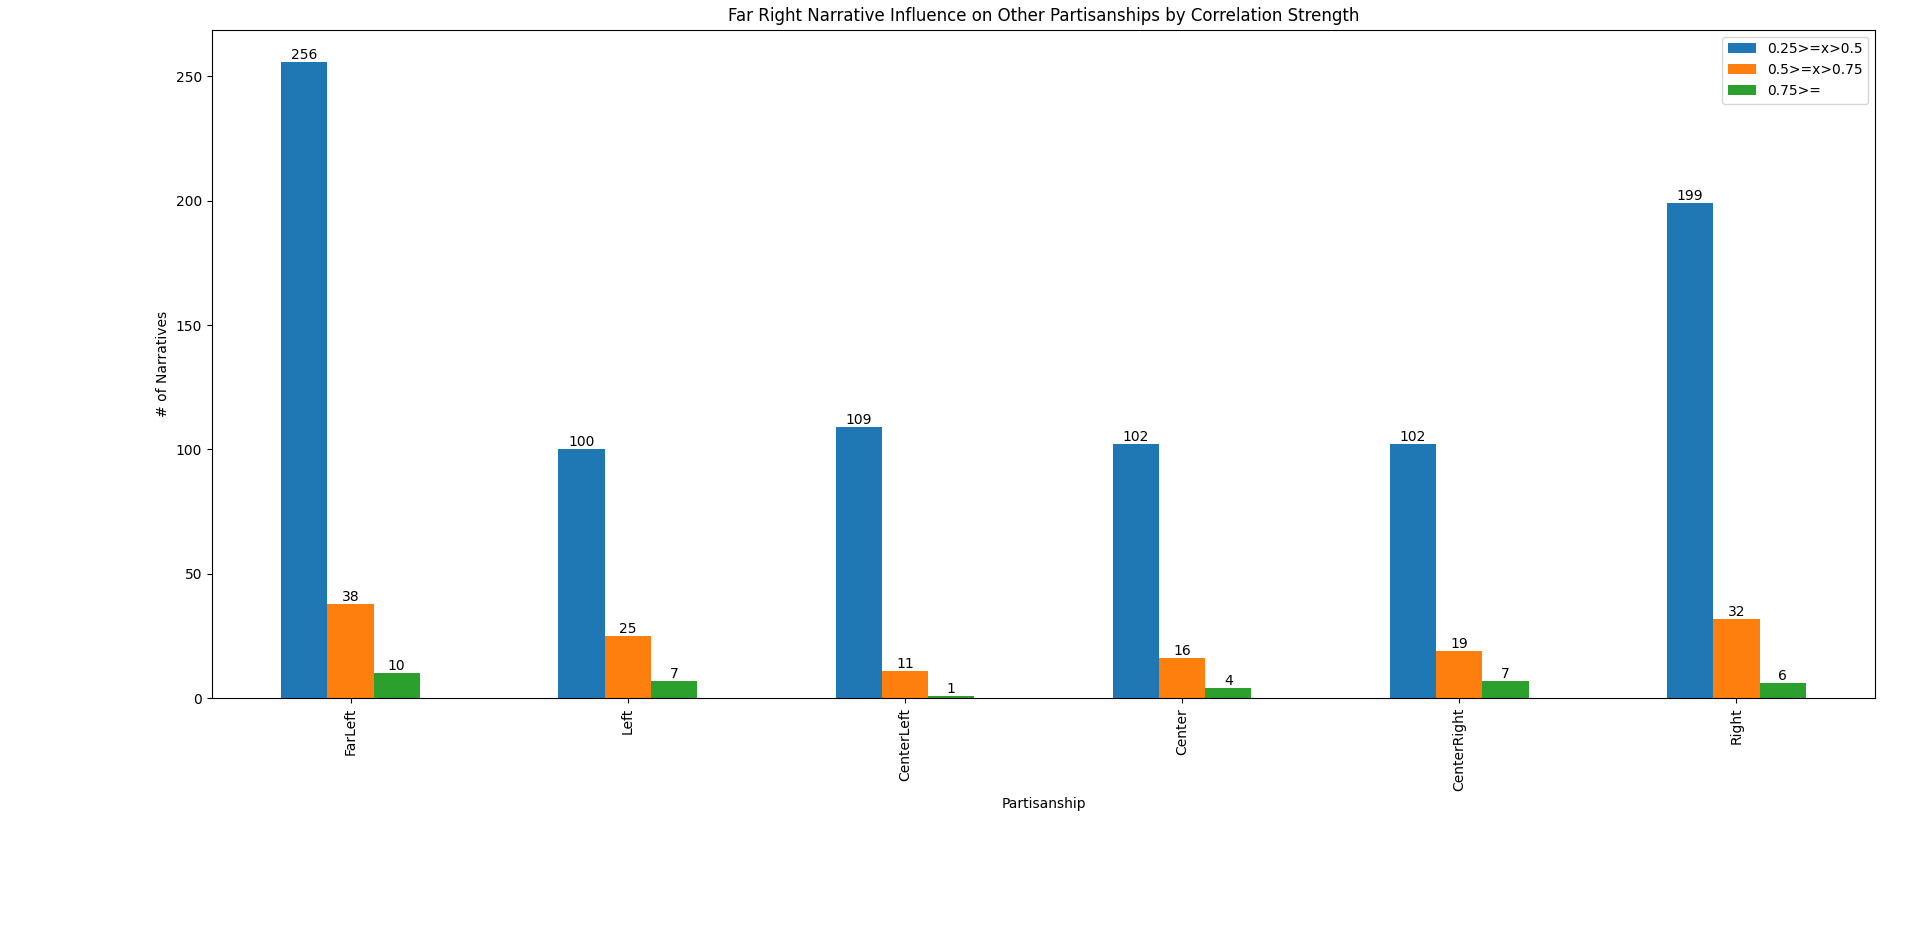 Far Right Narrative Influence on Other Partisanships by Correlation Strength
0.25>=x>0.5
0.5>=x>0.75
0.75>=
# of Narratives
250
200
150
100
50
0
256
38
10
100
25
7
109
11
1
102
16
4
102
19
7
199
32
6
FarLeft
Left
CenterLeft
Center
CenterRight
Right
Partisanship